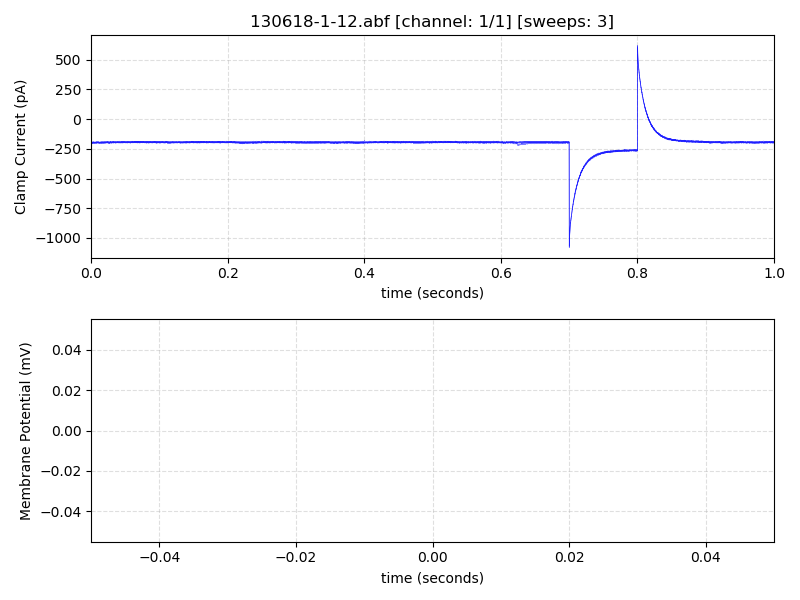 130618-1-12.abf [channel: 1/1] [sweeps: 3]
Clamp Current (pA)
500
250
0
−250
−500
−750
−1000
0.0 0.2 0.4 0.6 0.8 1.0
time (seconds)
Membrane Potential (mV)
0.04
0.02
0.00
−0.02
−0.04
−0.04 −0.02 0.00 0.02 0.04
time (seconds)